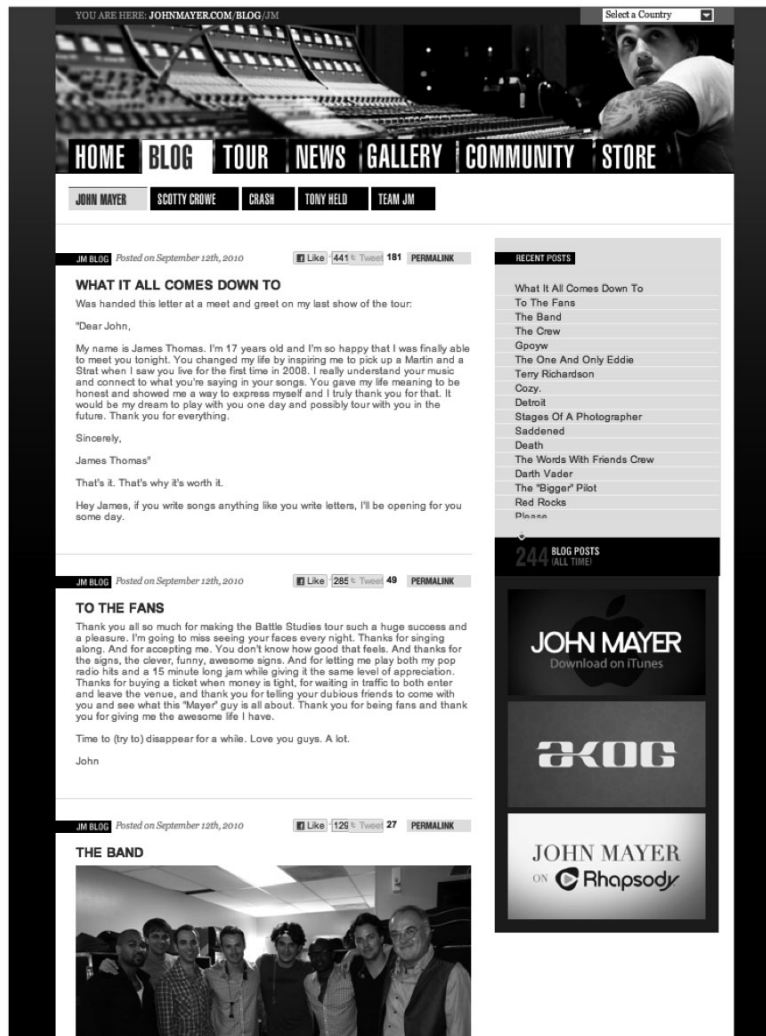 YOU ARE HERE: JOHNMAYER.COM/BLOG/JM
Select a Country
HOME BLOG TOUR NEWS GALLERY COMMUNITY STORE
JOHN MAYER SCOTTY CROWE CRASH TONY HELD TEAM JM
JM BLOG Posted on September 12th, 2010 Like 441 Tweet 181 PERMALINK
WHAT IT ALL COMES DOWN TO
Was handed this letter at a meet and greet on my last show of the tour:
"Dear John,
My name is James Thomas. I'm 17 years old and I'm so happy that I was finally able
to meet you tonight. You changed my life by inspiring me to pick up a Martin and a
Strat when I saw you live for the first time in 2008. I really understand your music
and connect to what you're saying in your songs. You gave my life meaning to be
honest and showed me a way to express myself and I truly thank you for that. It
would be my dream to play with you one day and possibly tour with you in the
future. Thank you for everything.
Sincerely,
James Thomas"
That's it. That's why it's worth it.
Hey James, if you write songs anything like you write letters, I'll be opening for you
some day.
JM BLOG Posted on September 12th, 2010 Like 285 Tweet 49 PERMALINK
TO THE FANS
Thank you all so much for making the Battle Studies tour such a huge success and
a pleasure. I'm going to miss seeing your faces every night. Thanks for singing
along. And for accepting me. You don't know how good that feels. And thanks for
the signs, the clever, funny, awesome signs. And for letting me play both my pop
radio hits and a 15 minute long jam while giving it the same level of appreciation.
Thanks for buying a ticket when money is tight, for waiting in traffic to both enter
and leave the venue, and thank you for telling your dubious friends to come with
you and see what this "Mayer" guy is all about. Thank you for being fans and thank
you for giving me the awesome life I have.
Time to (try to) disappear for a while. Love you guys. A lot.
John
JM BLOG Posted on September 12th, 2010 Like 129 Tweet 27 PERMALINK
THE BAND
RECENT POSTS
What It All Comes Down To
To The Fans
The Band
The Crew
Gpoyw
The One And Only Eddie
Terry Richardson
Cozy.
Detroit
Stages Of A Photographer
Saddened
Death
The Words With Friends Crew
Darth Vader
The "Bigger" Pilot
Red Rocks
Please
244 BLOG POSTS
(ALL TIME)
JOHN MAYER
Download on iTunes
AKOG
JOHN MAYER
ON Rhapsody